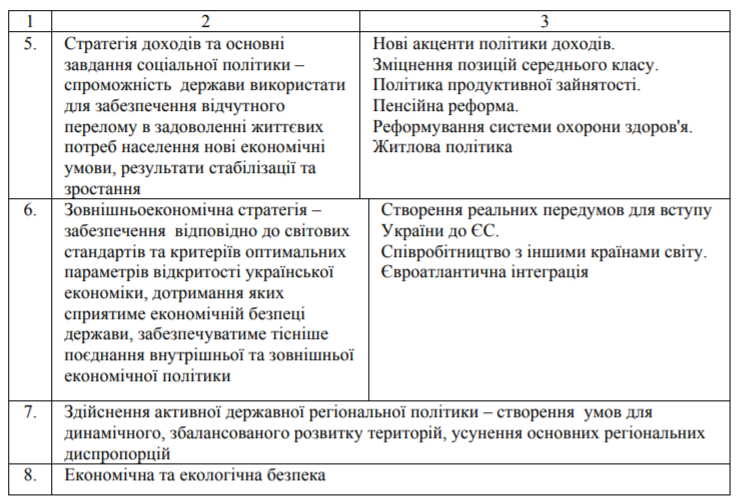 1 2 3
5. Стратегія доходів та основні
завдання соціальної політики –
спроможність держави використати
для забезпечення відчутного
перелому в задоволенні життєвих
потреб населення нові економічні
умови, результати стабілізації та
зростання
Нові акценти політики доходів.
Зміцнення позицій середнього класу.
Політика продуктивної зайнятості.
Пенсійна реформа.
Реформування системи охорони здоров'я.
Житлова політика
6. Зовнішньоекономічна стратегія –
забезпечення відповідно до світових
стандартів та критеріїв оптимальних
параметрів відкритості української
економіки, дотримання яких
сприятиме економічній безпеці
держави, забезпечуватиме тісніше
поєднання внутрішньої та зовнішньої
економічної політики
Створення реальних передумов для вступу
України до ЄС.
Співробітництво з іншими країнами світу.
Євроатлантична інтеграція
7. Здійснення активної державної регіональної політики – створення умов для
динамічного, збалансованого розвитку територій, усунення основних регіональних
диспропорцій
8. Економічна та екологічна безпека